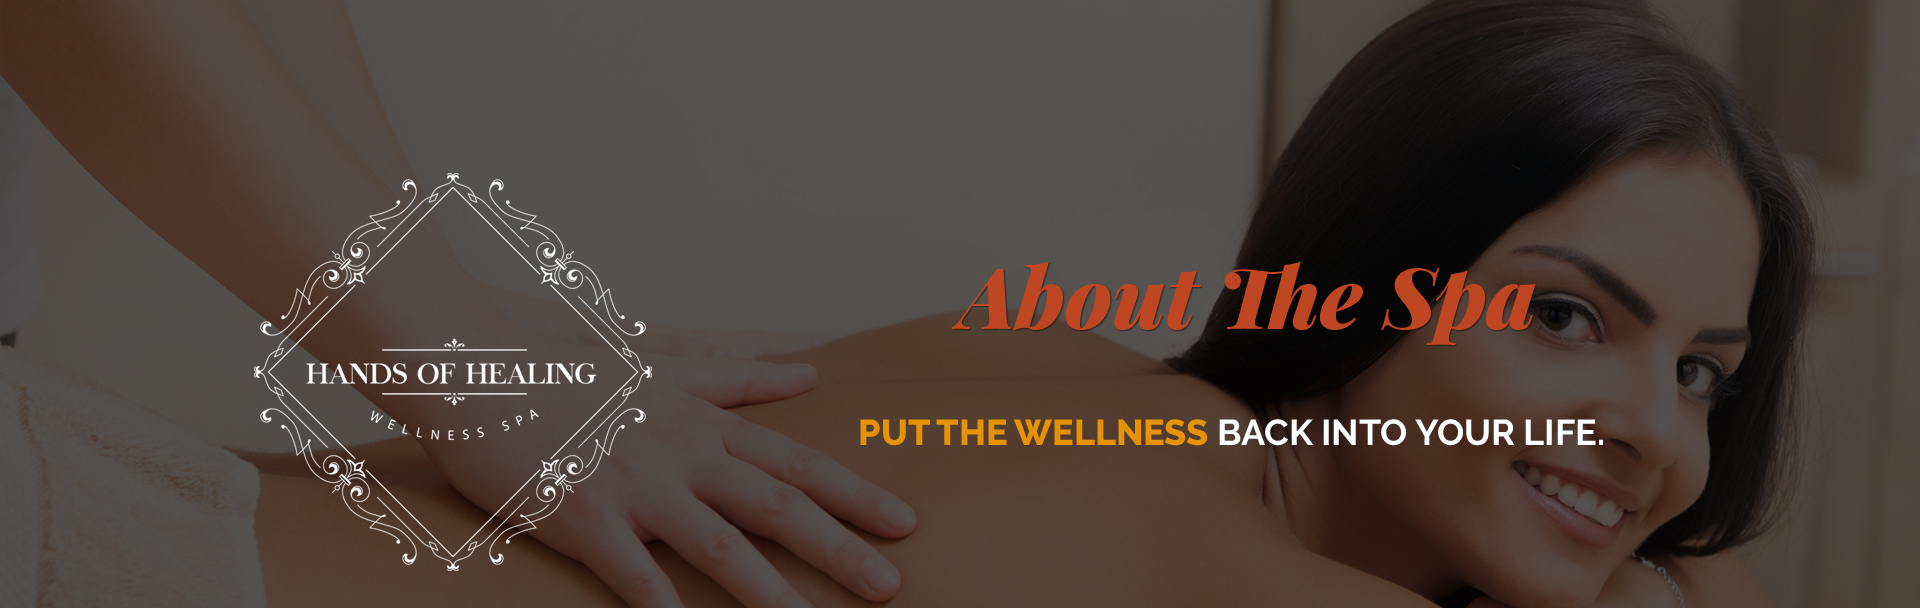 HANDS OF HEALING
WELLNESS SPA
About The Spa
PUT THE WELLNESS BACK INTO YOUR LIFE.